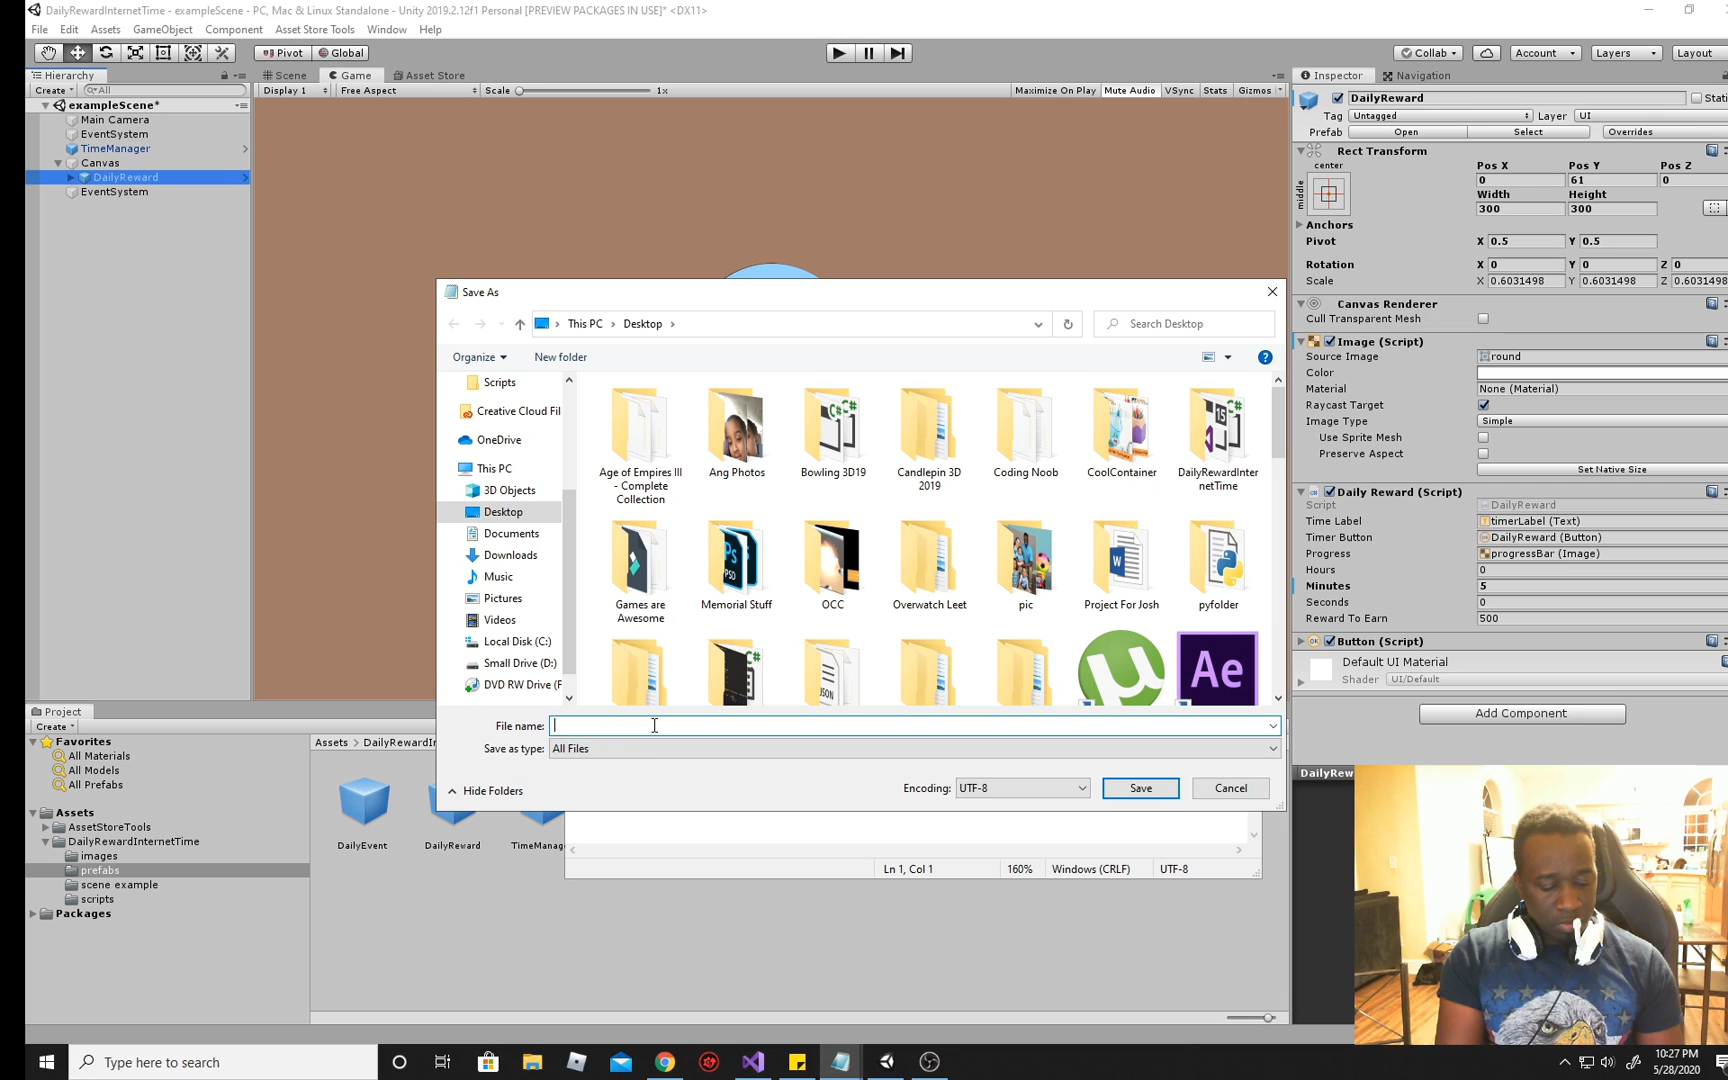 DailyRewardInternetTime - exampleScene - PC, Mac & Linux Standalone - Unity 2019.2.12f1 Personal [PREVIEW PACKAGES IN USE]* <DX11>
File Edit Assets GameObject Component Asset Store Tools Window Help
Pivot Global Collab Account Layers Layout
Hierarchy Scene Game Asset Store Inspector Navigation
Create All Display 1 Free Aspect Scale 1x Maximize On Play Mute Audio VSync Stats Gizmos
exampleScene*
Main Camera
EventSystem
TimeManager
Canvas
DailyReward
EventSystem
DailyReward Stati
Tag Untagged Layer UI
Prefab Open Select Overrides
Rect Transform
center Pos X Pos Y Pos Z
middle 0 61 0
Width Height
300 300
Anchors
Pivot X 0.5 Y 0.5
Rotation X 0 Y 0 Z 0
Scale X 0.6031498 Y 0.6031498 Z 0.6031498
Canvas Renderer
Cull Transparent Mesh
Image (Script)
Source Image round
Color
Material None (Material)
Raycast Target
Image Type Simple
Use Sprite Mesh
Preserve Aspect
Set Native Size
Daily Reward (Script)
Script DailyReward
Time Label timerLabel (Text)
Timer Button DailyReward (Button)
Progress progressBar (Image)
Hours 0
Minutes 5
Seconds 0
Reward To Earn 500
Button (Script)
Default UI Material
Shader UI/Default
Add Component
DailyRew
Save As
This PC Desktop Search Desktop
Organize New folder
Scripts
Creative Cloud Fil
OneDrive
This PC
3D Objects
Desktop
Documents
Downloads
Music
Pictures
Videos
Local Disk (C:)
Small Drive (D:)
DVD RW Drive (F
Age of Empires III - Complete Collection
Ang Photos
Bowling 3D19
Candlepin 3D 2019
Coding Noob
CoolContainer
DailyRewardInternetTime
Games are Awesome
Memorial Stuff
OCC
Overwatch Leet
pic
Project For Josh
pyfolder
JSON
Ae
File name:
Save as type: All Files
Hide Folders Encoding: UTF-8 Save Cancel
Ln 1, Col 1 160% Windows (CRLF) UTF-8
Project
Create
Favorites
All Materials
All Models
All Prefabs
Assets
AssetStoreTools
DailyRewardInternetTime
images
prefabs
scene example
scripts
Packages
Assets DailyRewardIr
DailyEvent DailyReward TimeManag
Type here to search
10:27 PM
5/28/2020